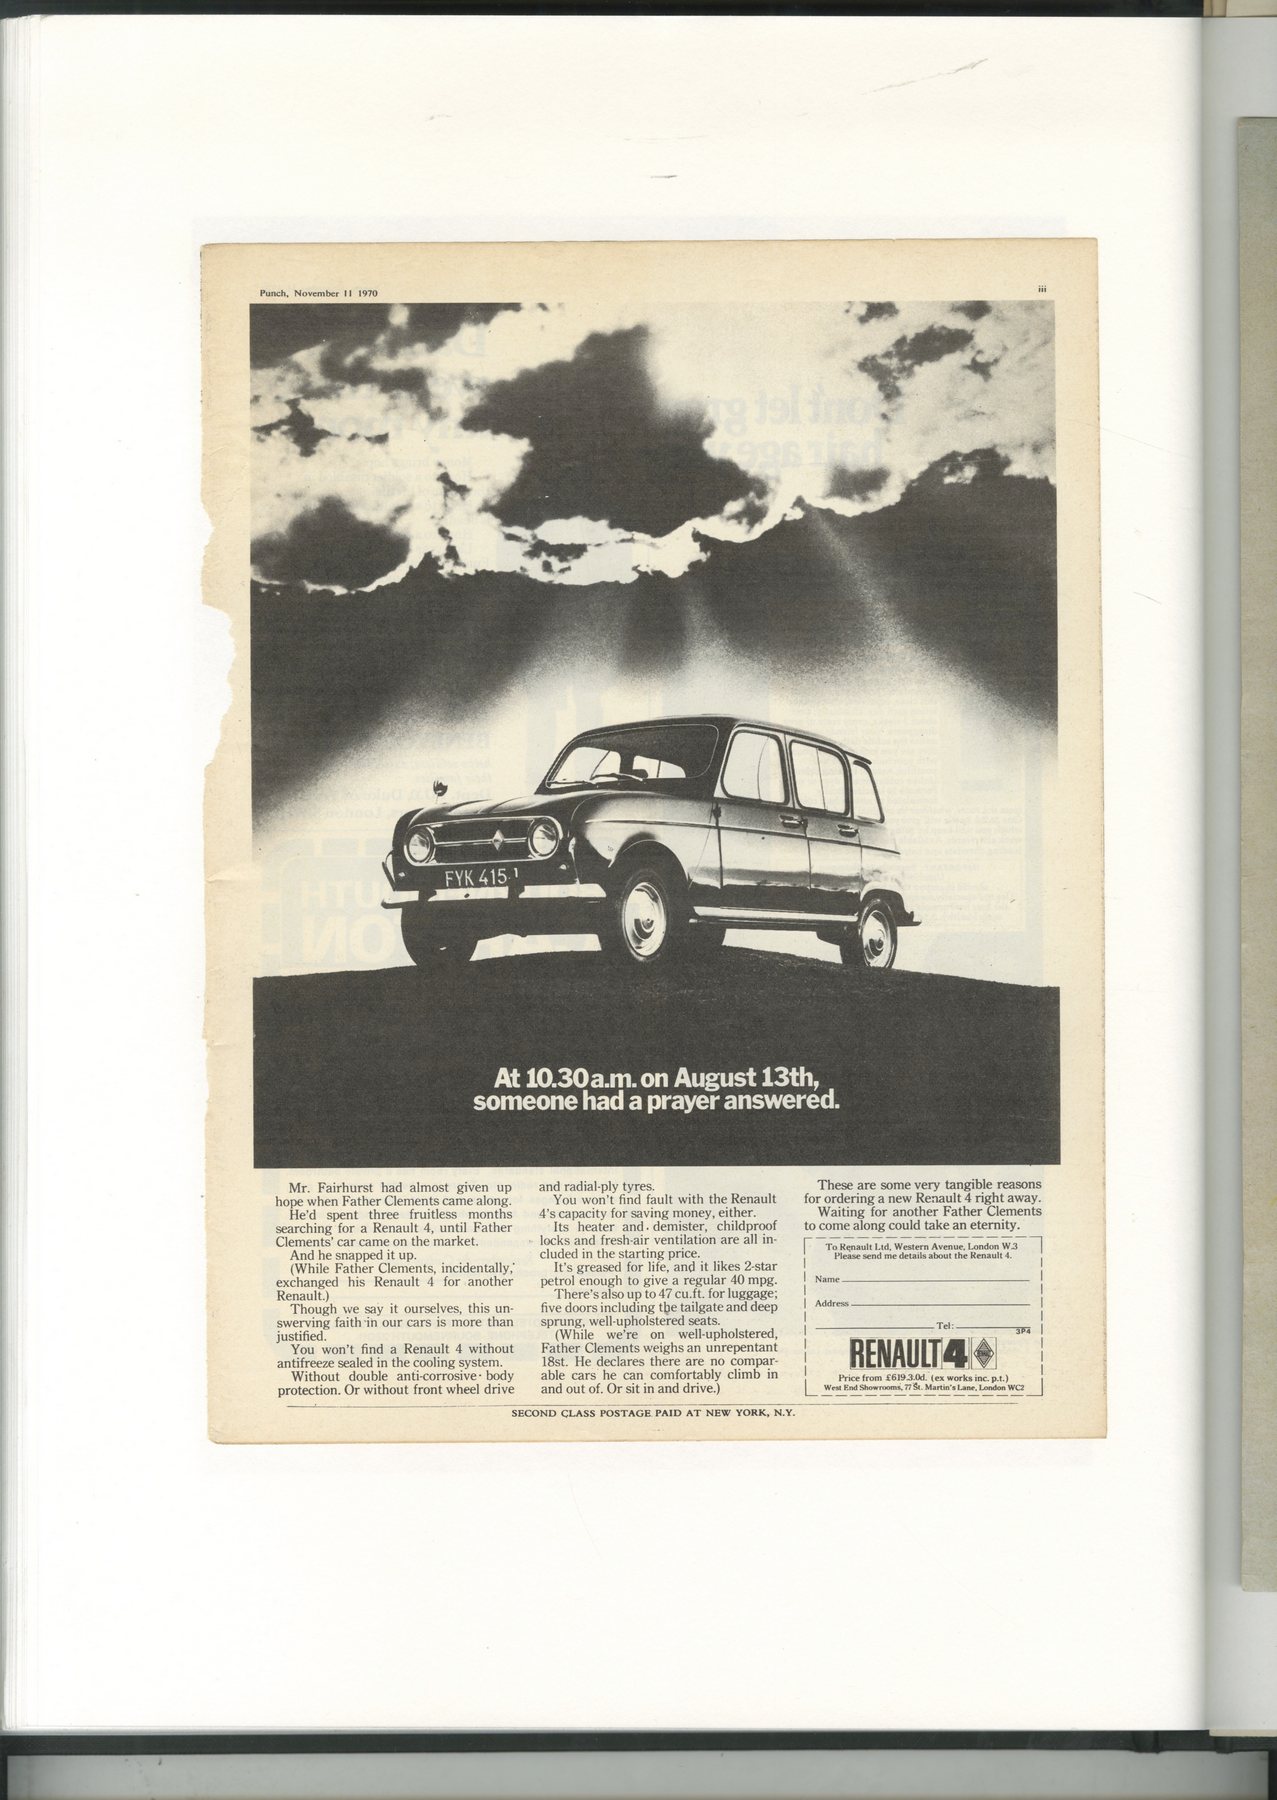 Punch, November 11 1970
iii
FYK 415J
At 10.30 a.m. on August 13th,
someone had a prayer answered.
Mr. Fairhurst had almost given up
hope when Father Clements came along.
He'd spent three fruitless months
searching for a Renault 4, until Father
Clements' car came on the market.
And he snapped it up.
(While Father Clements, incidentally,
exchanged his Renault 4 for another
Renault.)
Though we say it ourselves, this un-
swerving faith in our cars is more than
justified.
You won't find a Renault 4 without
antifreeze sealed in the cooling system.
Without double anti-corrosive body
protection. Or without front wheel drive
and radial-ply tyres.
You won't find fault with the Renault
4's capacity for saving money, either.
Its heater and demister, childproof
locks and fresh-air ventilation are all in-
cluded in the starting price.
It's greased for life, and it likes 2-star
petrol enough to give a regular 40 mpg.
There's also up to 47 cu.ft. for luggage;
five doors including the tailgate and deep
sprung, well-upholstered seats.
(While we're on well-upholstered,
Father Clements weighs an unrepentant
18st. He declares there are no compar-
able cars he can comfortably climb in
and out of. Or sit in and drive.)
These are some very tangible reasons
for ordering a new Renault 4 right away.
Waiting for another Father Clements
to come along could take an eternity.
To Renault Ltd, Western Avenue, London W.3
Please send me details about the Renault 4.
Name
Address
Tel:
3P4
RENAULT 4
Price from £619.3.0d. (ex works inc. p.t.)
West End Showrooms, 77 St. Martin's Lane, London WC2
SECOND CLASS POSTAGE PAID AT NEW YORK, N.Y.